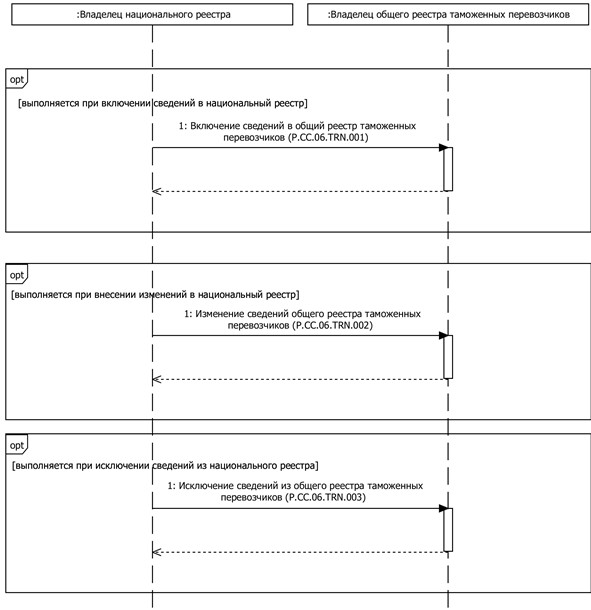 :Владелец национального реестра
:Владелец общего реестра таможенных перевозчиков
opt
[выполняется при включении сведений в национальный реестр]
1: Включение сведений в общий реестр таможенных
перевозчиков (P.CC.06.TRN.001)
opt
[выполняется при внесении изменений в национальный реестр]
1: Изменение сведений общего реестра таможенных
перевозчиков (P.CC.06.TRN.002)
opt
[выполняется при исключении сведений из национального реестра]
1: Исключение сведений из общего реестра таможенных
перевозчиков (P.CC.06.TRN.003)